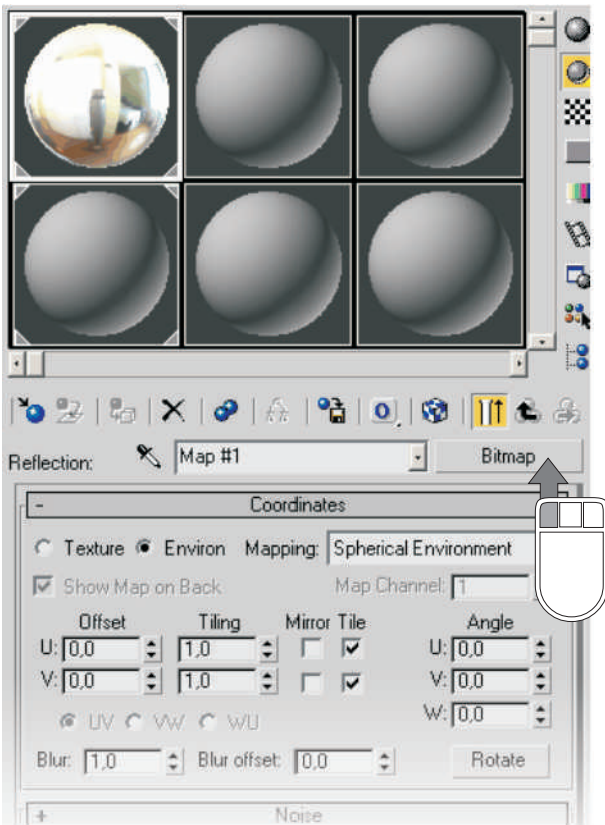 Reflection: Map #1 Bitmap
- Coordinates
Texture Environ Mapping: Spherical Environment
Show Map on Back Map Channel: 1
Offset Tiling Mirror Tile Angle
U: 0,0 1,0 U: 0,0
V: 0,0 1,0 V: 0,0
W: 0,0
UV VW WU
Blur: 1,0 Blur offset: 0,0 Rotate
+ Noise